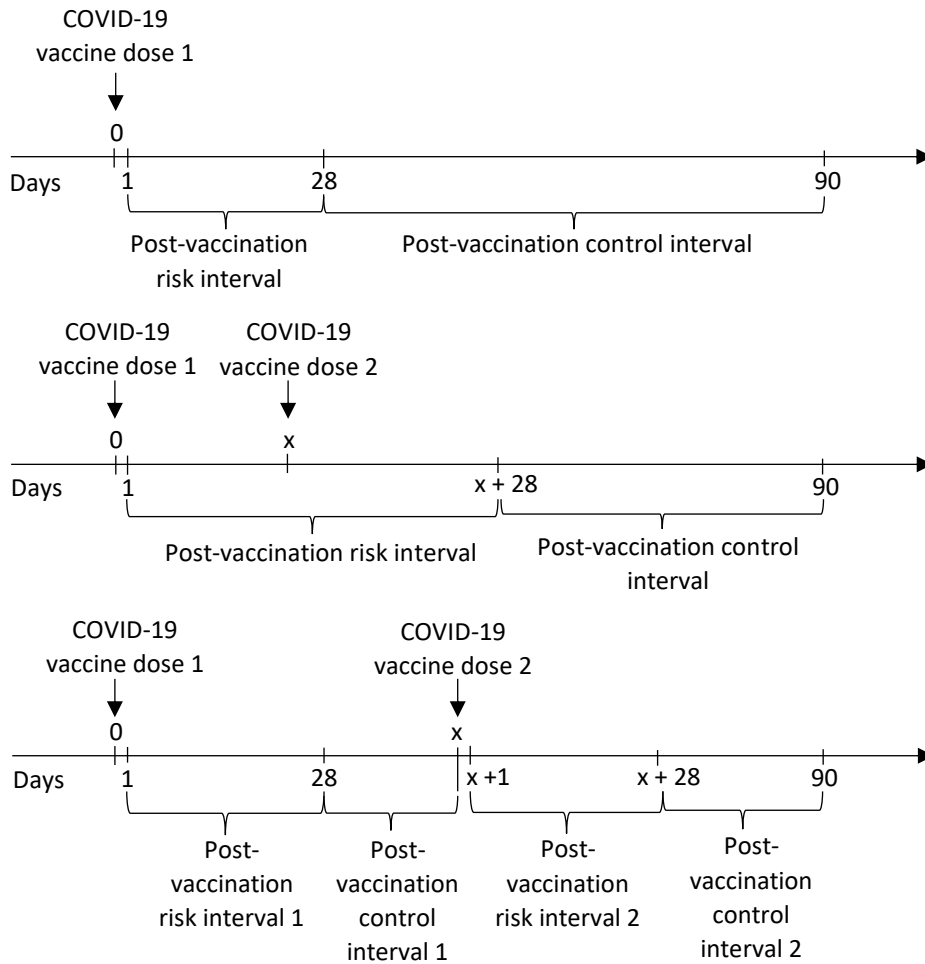 COVID-19
vaccine dose 1
0
Days 1 28 90
Post-vaccination
risk interval
Post-vaccination control interval
COVID-19
vaccine dose 1
COVID-19
vaccine dose 2
0 x
Days 1 x + 28 90
Post-vaccination risk interval
Post-vaccination control
interval
COVID-19
vaccine dose 1
COVID-19
vaccine dose 2
0 x
Days 1 28 x +1 x + 28 90
Post-
vaccination
risk interval 1
Post-
vaccination
control
interval 1
Post-
vaccination
risk interval 2
Post-
vaccination
control
interval 2